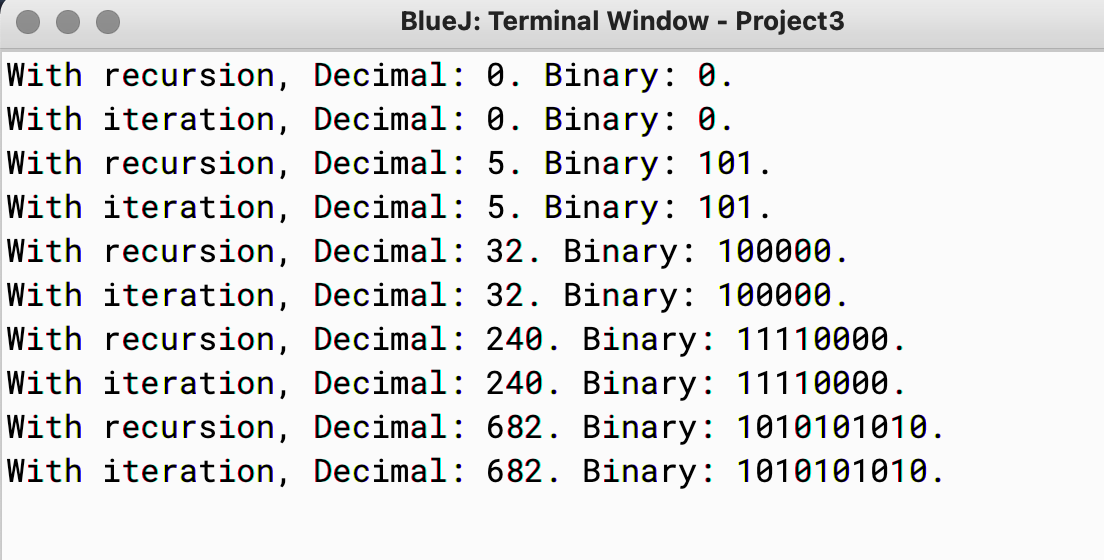 BlueJ: Terminal Window - Project3
With recursion, Decimal: 0. Binary: 0.
With iteration, Decimal: 0. Binary: 0.
With recursion, Decimal: 5. Binary: 101.
With iteration, Decimal: 5. Binary: 101.
With recursion, Decimal: 32. Binary: 100000.
With iteration, Decimal: 32. Binary: 100000.
With recursion, Decimal: 240. Binary: 11110000.
With iteration, Decimal: 240. Binary: 11110000.
With recursion, Decimal: 682. Binary: 1010101010.
With iteration, Decimal: 682. Binary: 1010101010.